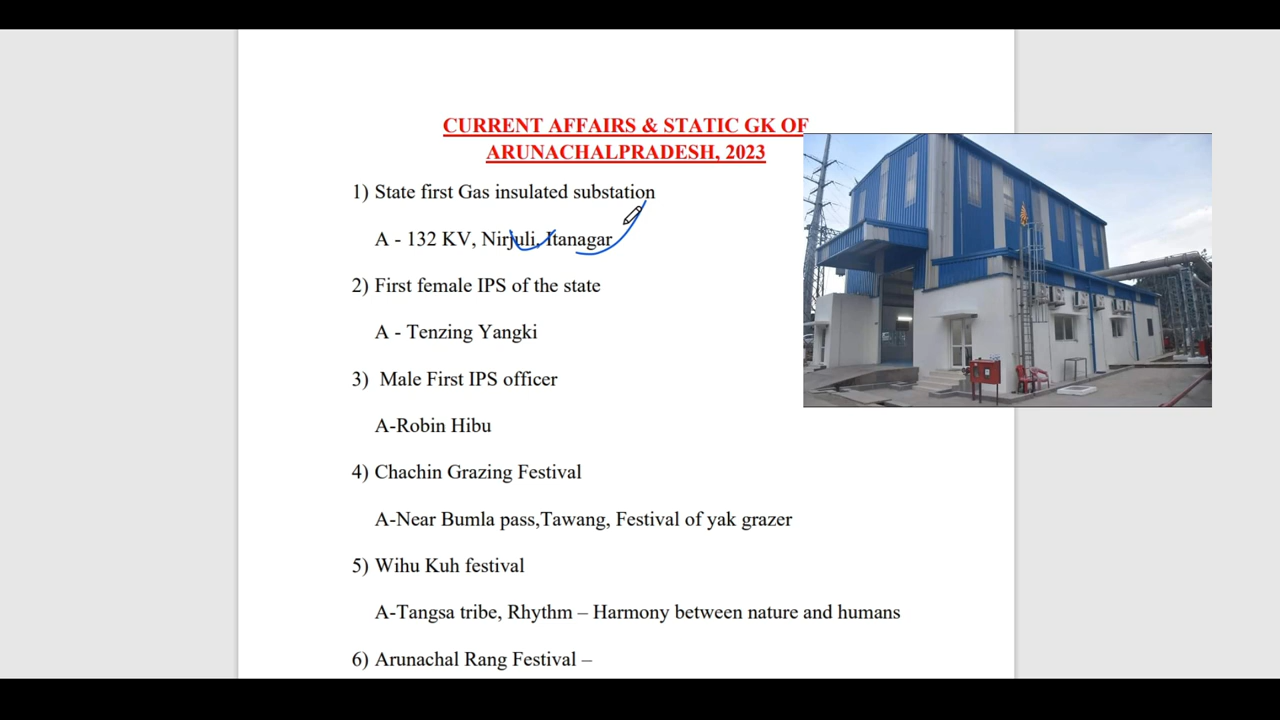 CURRENT AFFAIRS & STATIC GK OF
ARUNACHALPRADESH, 2023
1) State first Gas insulated substation
A - 132 KV, Nirjuli, Itanagar
2) First female IPS of the state
A - Tenzing Yangki
3) Male First IPS officer
A-Robin Hibu
4) Chachin Grazing Festival
A-Near Bumla pass,Tawang, Festival of yak grazer
5) Wihu Kuh festival
A-Tangsa tribe, Rhythm – Harmony between nature and humans
6) Arunachal Rang Festival –